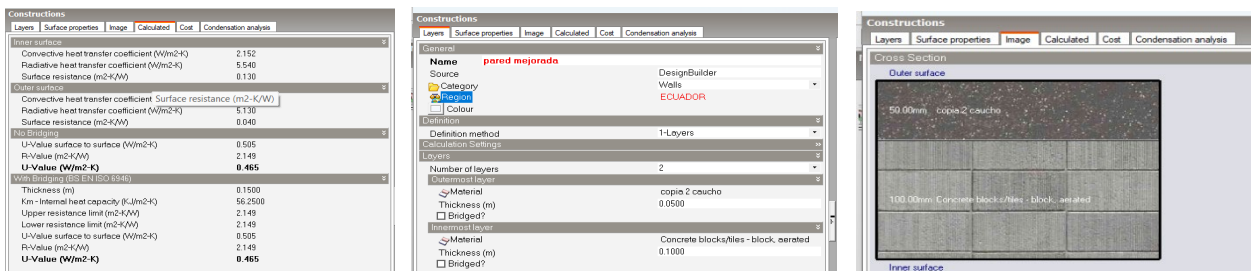 Constructions
Layers Surface properties Image Calculated Cost Condensation analysis
Inner surface
Convective heat transfer coefficient (W/m2-K) 2.152
Radiative heat transfer coefficient (W/m2-K) 5.540
Surface resistance (m2-K/W) 0.130
Outer surface
Convective heat transfer coefficient Surface resistance (m2-K/W)
Radiative heat transfer coefficient (W/m2-K) 5.130
Surface resistance (m2-K/W) 0.040
No Bridging
U-Value surface to surface (W/m2-K) 0.505
R-Value (m2-K/W) 2.149
U-Value (W/m2-K) 0.465
With Bridging (BS EN ISO 6946)
Thickness (m) 0.1500
Km - Internal heat capacity (KJ/m2-K) 56.2500
Upper resistance limit (m2-K/W) 2.149
Lower resistance limit (m2-K/W) 2.149
U-Value surface to surface (W/m2-K) 0.505
R-Value (m2-K/W) 2.149
U-Value (W/m2-K) 0.465
Constructions
Layers Surface properties Image Calculated Cost Condensation analysis
General
Name pared mejorada
Source DesignBuilder
Category Walls
Region ECUADOR
Colour
Definition
Definition method 1-Layers
Calculation Settings
Layers
Number of layers 2
Outermost layer
Material copia 2 caucho
Thickness (m) 0.0500
Bridged?
Innermost layer
Material Concrete blocks/tiles - block, aerated
Thickness (m) 0.1000
Bridged?
Constructions
Layers Surface properties Image Calculated Cost Condensation analysis
Cross Section
Outer surface
50.00mm copia 2 caucho
100.00mm Concrete blocks/tiles - block, aerated
Inner surface